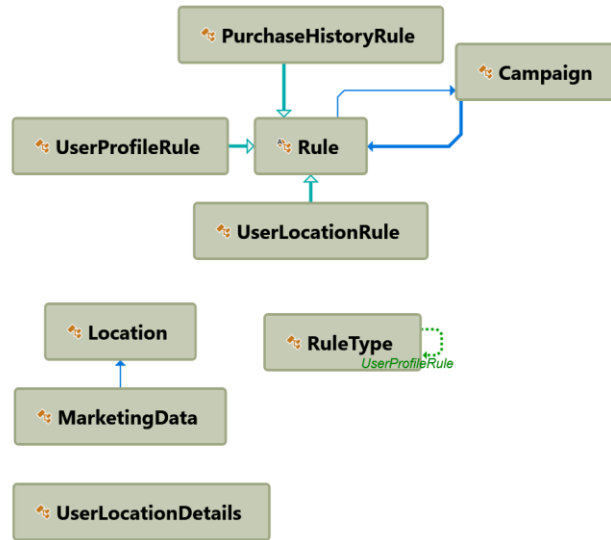 PurchaseHistoryRule
Campaign
UserProfileRule
Rule
UserLocationRule
Location
RuleType
UserProfileRule
MarketingData
UserLocationDetails